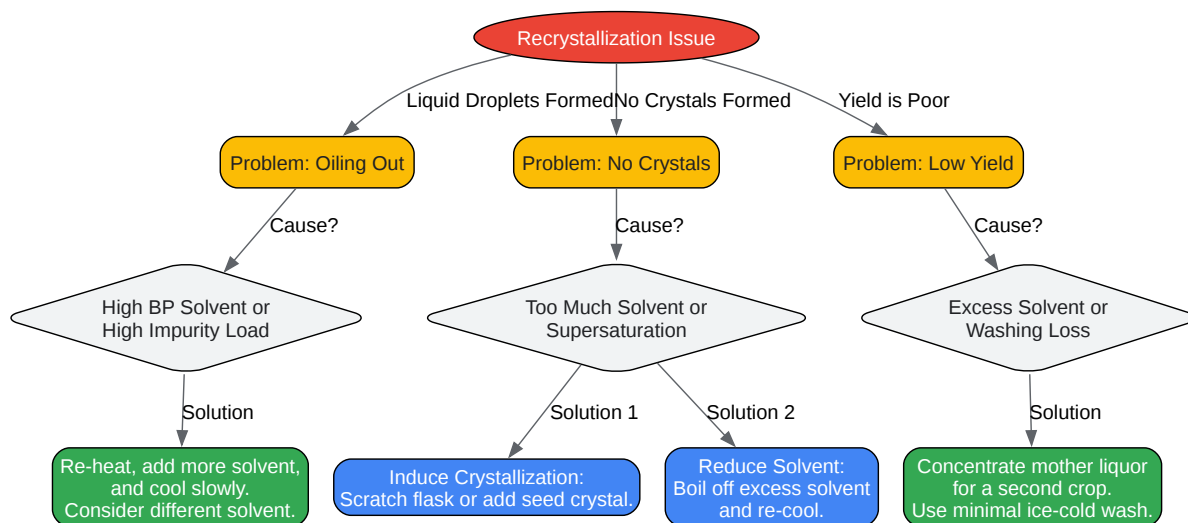 Recrystallization Issue
Liquid Droplets Formed
No Crystals Formed
Yield is Poor
Problem: Oiling Out
Problem: No Crystals
Problem: Low Yield
Cause?
Cause?
Cause?
High BP Solvent or
High Impurity Load
Too Much Solvent or
Supersaturation
Excess Solvent or
Washing Loss
Solution
Solution 1
Solution 2
Solution
Re-heat, add more solvent,
and cool slowly.
Consider different solvent.
Induce Crystallization:
Scratch flask or add seed crystal.
Reduce Solvent:
Boil off excess solvent
and re-cool.
Concentrate mother liquor
for a second crop.
Use minimal ice-cold wash.